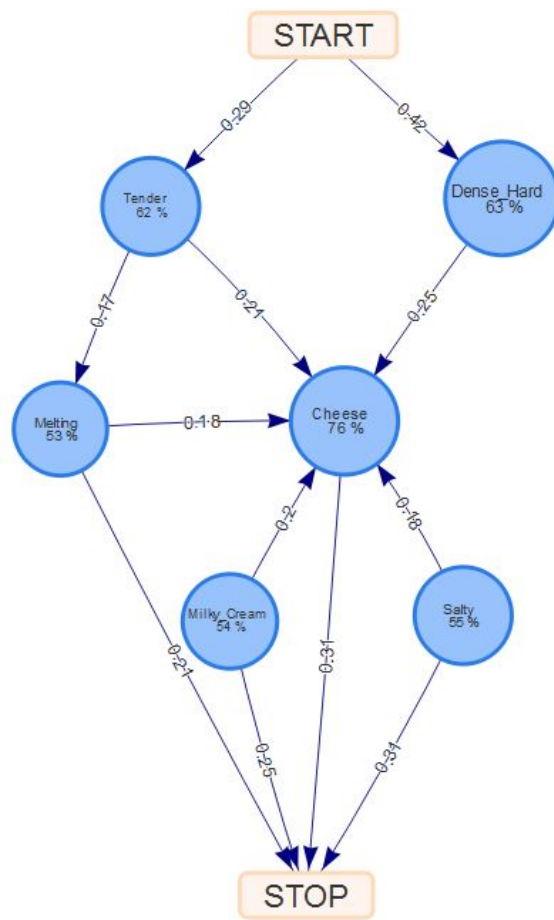 START
0.29
0.42
Tender
62 %
Dense_Hard
63 %
0.17
0.21
0.25
Melting
53 %
0.18
Cheese
76 %
0.2
0.18
Milky_Cream
54 %
Salty
55 %
0.21
0.25
0.31
0.31
STOP